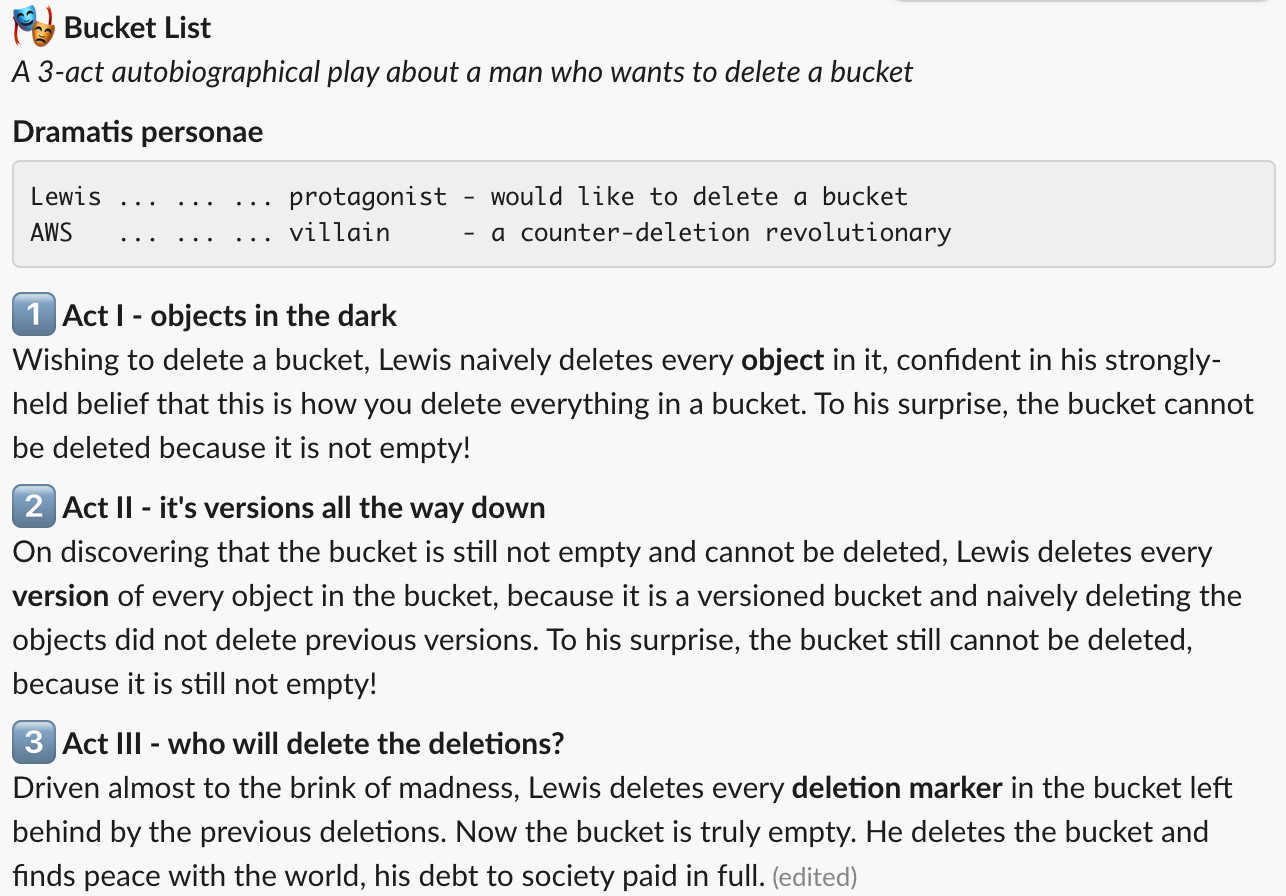 🎭 Bucket List
A 3-act autobiographical play about a man who wants to delete a bucket
Dramatis personae
Lewis ... ... ... protagonist - would like to delete a bucket
AWS   ... ... ... villain     - a counter-deletion revolutionary
1️⃣ Act I - objects in the dark
Wishing to delete a bucket, Lewis naively deletes every object in it, confident in his strongly-
held belief that this is how you delete everything in a bucket. To his surprise, the bucket cannot
be deleted because it is not empty!
2️⃣ Act II - it's versions all the way down
On discovering that the bucket is still not empty and cannot be deleted, Lewis deletes every
version of every object in the bucket, because it is a versioned bucket and naively deleting the
objects did not delete previous versions. To his surprise, the bucket still cannot be deleted,
because it is still not empty!
3️⃣ Act III - who will delete the deletions?
Driven almost to the brink of madness, Lewis deletes every deletion marker in the bucket left
behind by the previous deletions. Now the bucket is truly empty. He deletes the bucket and
finds peace with the world, his debt to society paid in full. (edited)